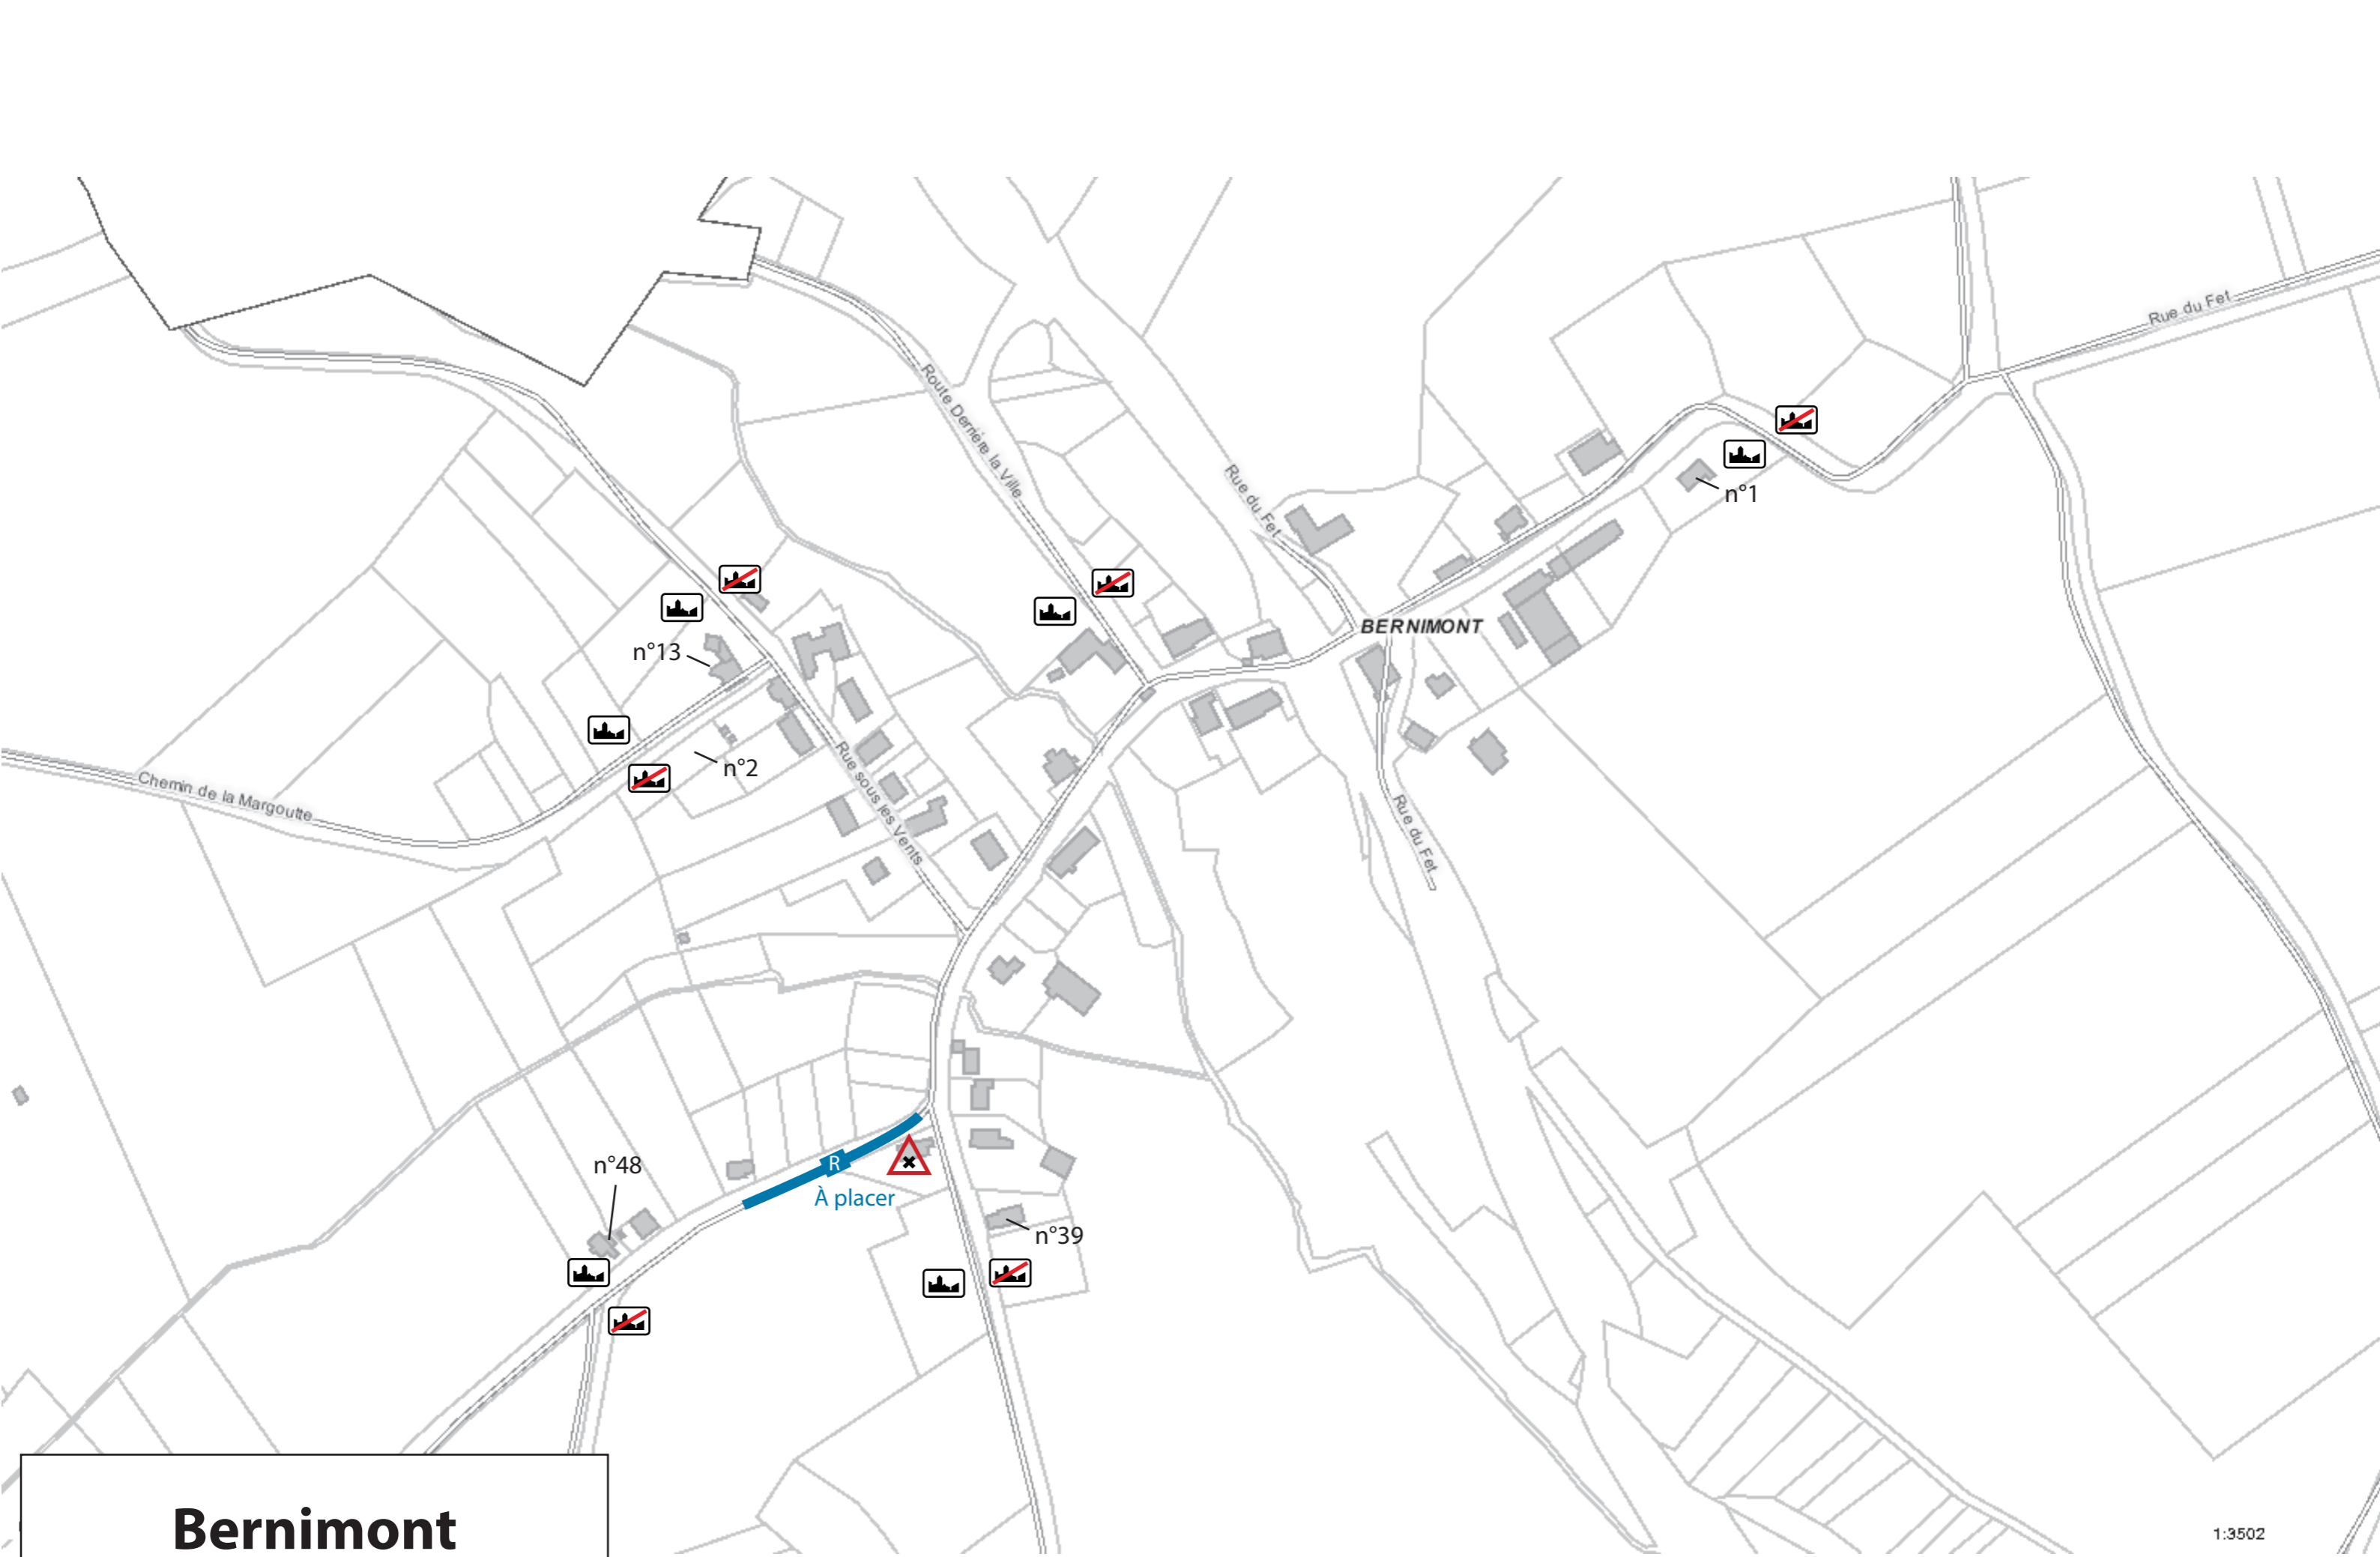 Rue du Fet
Route Derrière la Ville
Rue du Fet
n°1
BERNIMONT
n°13
n°2
Rue sous les Vents
Chemin de la Margoutte
Rue du Fet
R
À placer
n°48
n°39
Bernimont
1:3502